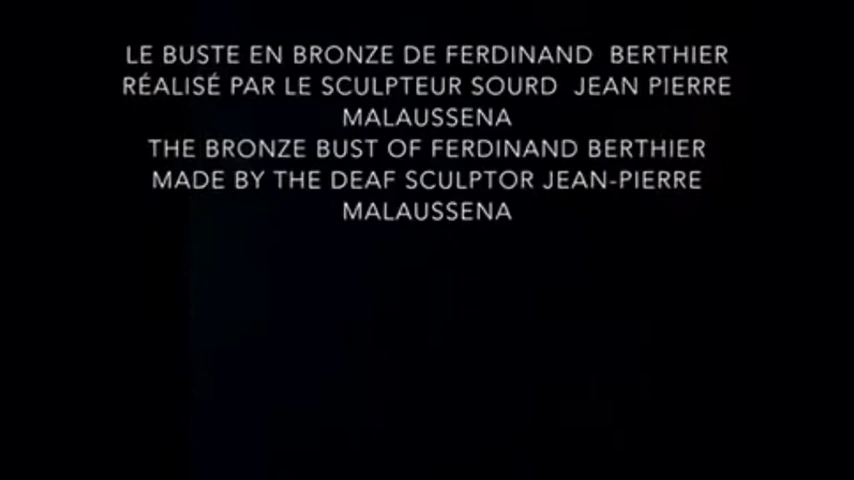 LE BUSTE EN BRONZE DE FERDINAND  BERTHIER
RÉALISÉ PAR LE SCULPTEUR SOURD  JEAN PIERRE
MALAUSSENA
THE BRONZE BUST OF FERDINAND BERTHIER
MADE BY THE DEAF SCULPTOR JEAN-PIERRE
MALAUSSENA